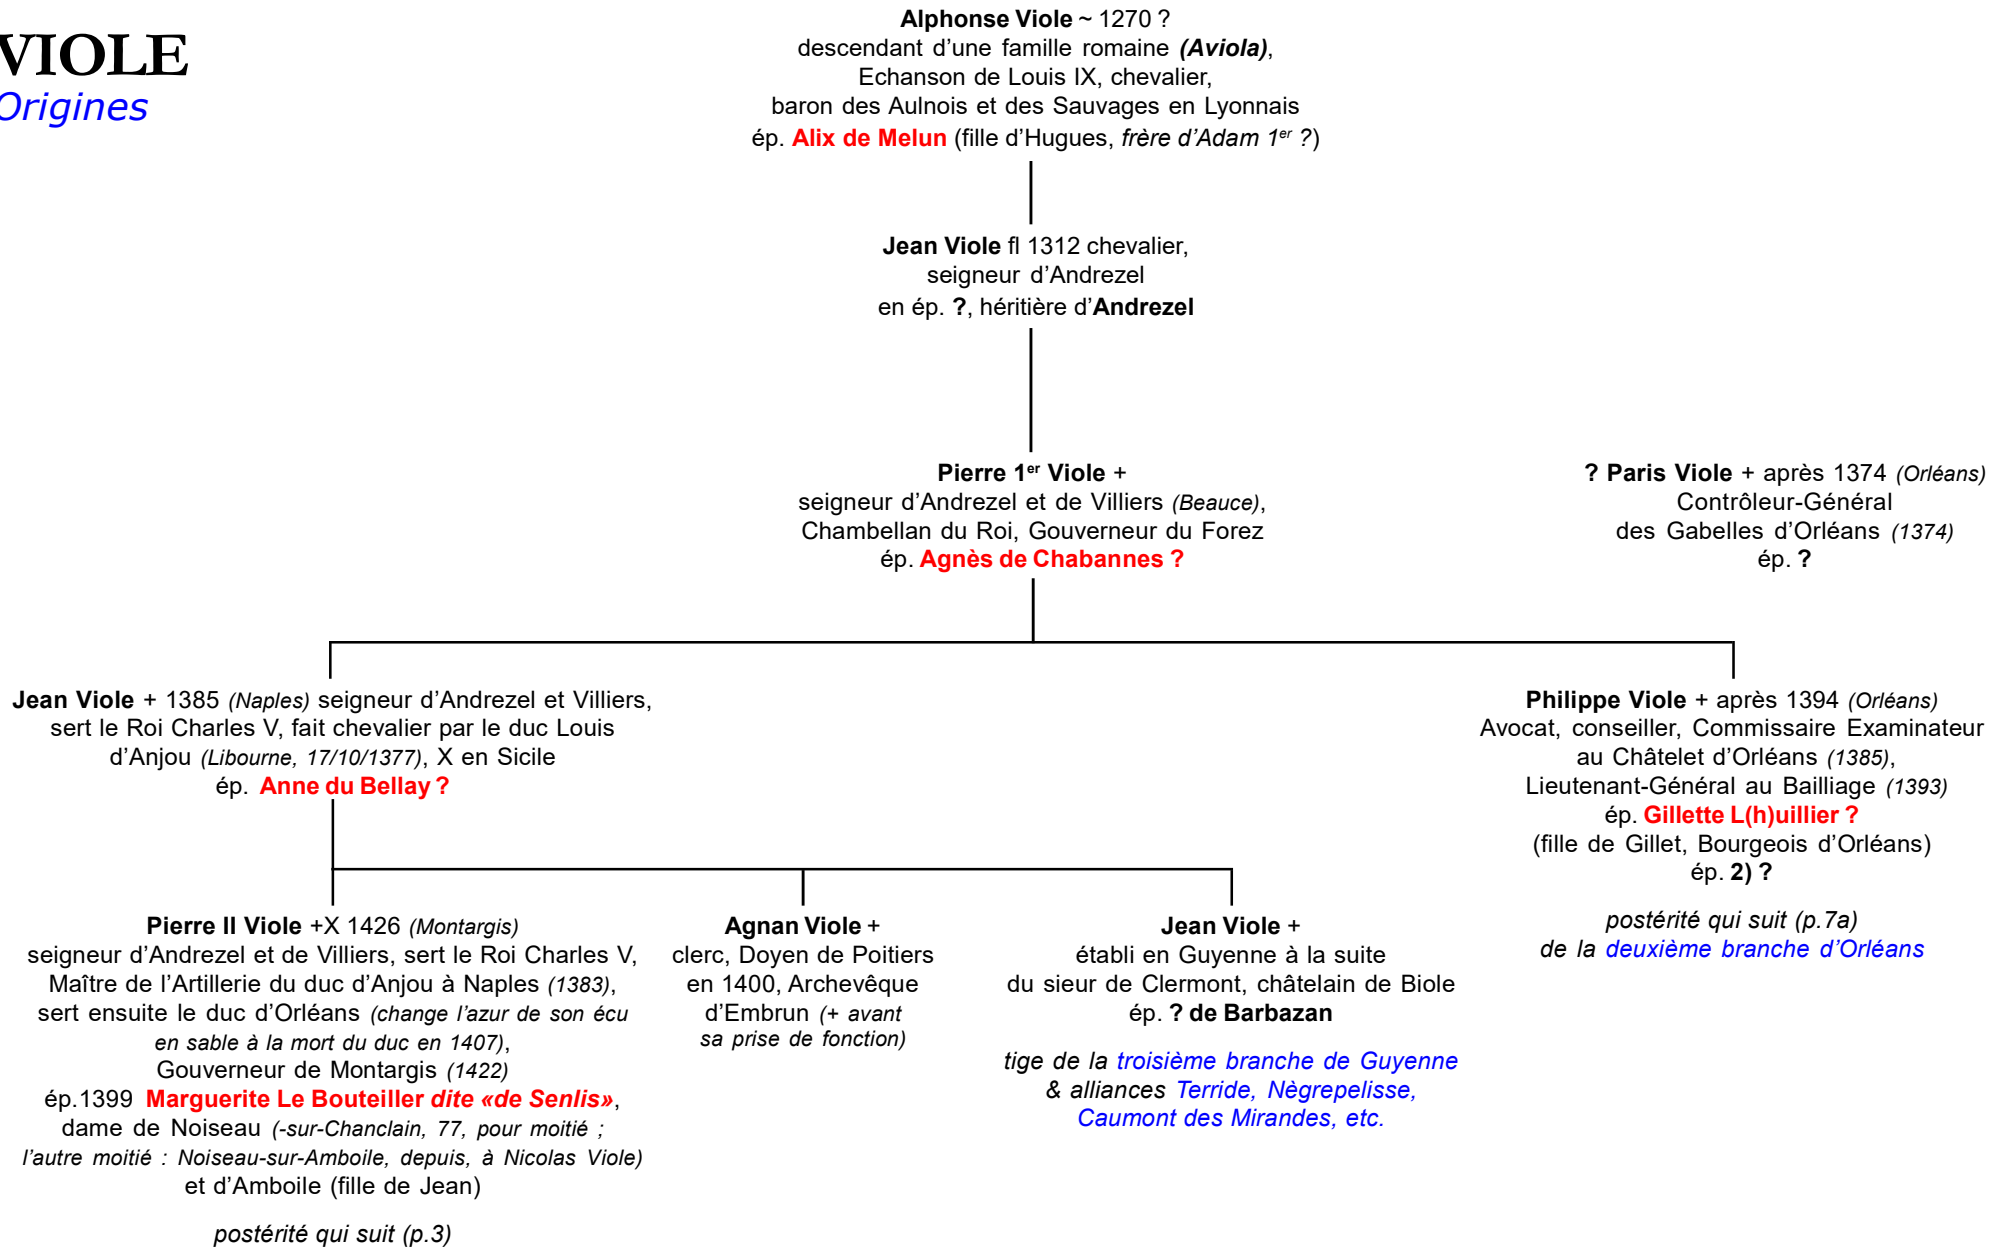 VIOLE
Origines
Alphonse Viole ~ 1270 ?
descendant d’une famille romaine (Aviola),
Echanson de Louis IX, chevalier,
baron des Aulnois et des Sauvages en Lyonnais
ép. Alix de Melun (fille d’Hugues, frère d’Adam 1er ?)
Jean Viole fl 1312 chevalier,
seigneur d’Andrezel
en ép. ?, héritière d’Andrezel
Pierre 1er Viole +
seigneur d’Andrezel et de Villiers (Beauce),
Chambellan du Roi, Gouverneur du Forez
ép. Agnès de Chabannes ?
? Paris Viole + après 1374 (Orléans)
Contrôleur-Général
des Gabelles d’Orléans (1374)
ép. ?
Jean Viole + 1385 (Naples) seigneur d’Andrezel et Villiers,
sert le Roi Charles V, fait chevalier par le duc Louis
d’Anjou (Libourne, 17/10/1377), X en Sicile
ép. Anne du Bellay ?
Philippe Viole + après 1394 (Orléans)
Avocat, conseiller, Commissaire Examinateur
au Châtelet d’Orléans (1385),
Lieutenant-Général au Bailliage (1393)
ép. Gillette L(h)uillier ?
(fille de Gillet, Bourgeois d’Orléans)
ép. 2) ?
postérité qui suit (p.7a)
de la deuxième branche d’Orléans
Pierre II Viole +X 1426 (Montargis)
seigneur d’Andrezel et de Villiers, sert le Roi Charles V,
Maître de l’Artillerie du duc d’Anjou à Naples (1383),
sert ensuite le duc d’Orléans (change l’azur de son écu
en sable à la mort du duc en 1407),
Gouverneur de Montargis (1422)
ép.1399 Marguerite Le Bouteiller dite «de Senlis»,
dame de Noiseau (-sur-Chanclain, 77, pour moitié ;
l’autre moitié : Noiseau-sur-Amboile, depuis, à Nicolas Viole)
et d’Amboile (fille de Jean)
postérité qui suit (p.3)
Agnan Viole +
clerc, Doyen de Poitiers
en 1400, Archevêque
d’Embrun (+ avant
sa prise de fonction)
Jean Viole +
établi en Guyenne à la suite
du sieur de Clermont, châtelain de Biole
ép. ? de Barbazan
tige de la troisième branche de Guyenne
& alliances Terride, Nègrepelisse,
Caumont des Mirandes, etc.